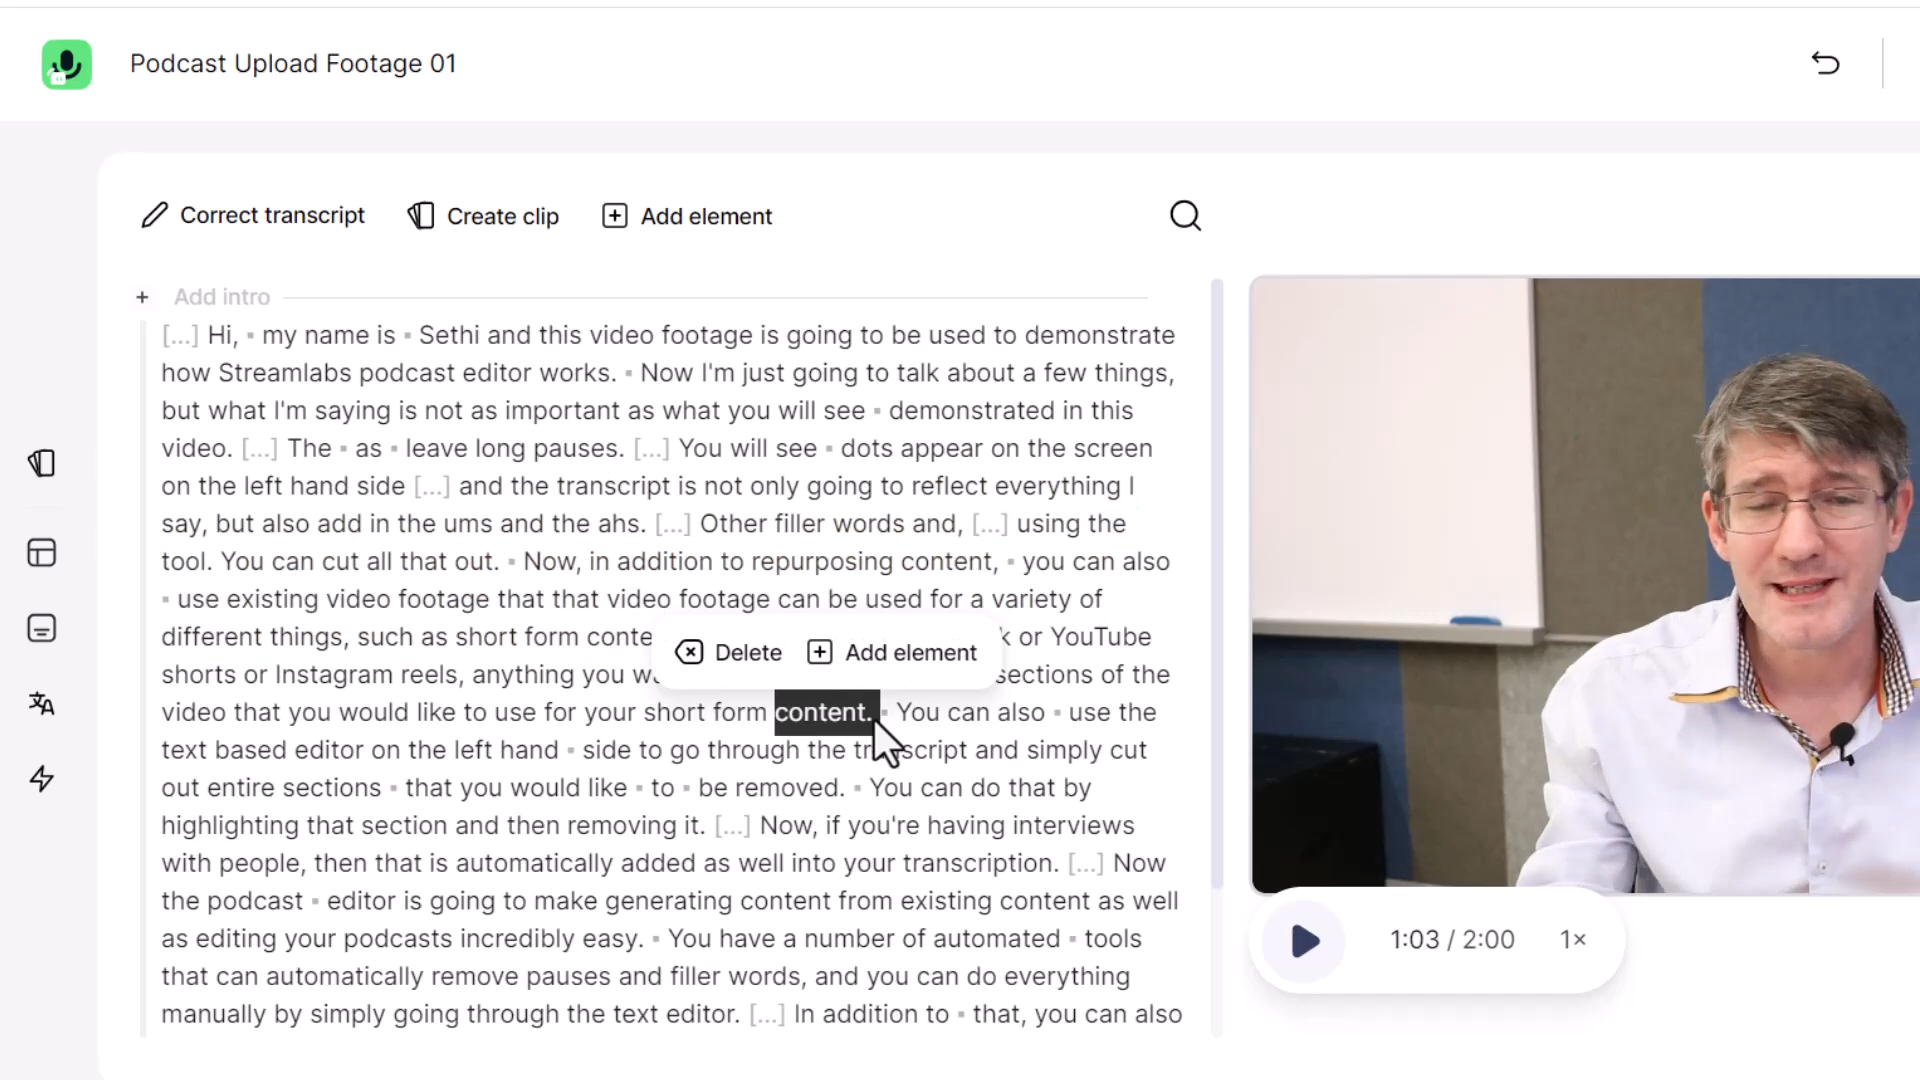 Podcast Upload Footage 01
Correct transcript Create clip Add element
+ Add intro
[...] Hi, ▪ my name is ▪ Sethi and this video footage is going to be used to demonstrate
how Streamlabs podcast editor works. ▪ Now I'm just going to talk about a few things,
but what I'm saying is not as important as what you will see ▪ demonstrated in this
video. [...] The ▪ as ▪ leave long pauses. [...] You will see ▪ dots appear on the screen
on the left hand side [...] and the transcript is not only going to reflect everything I
say, but also add in the ums and the ahs. [...] Other filler words and, [...] using the
tool. You can cut all that out. ▪ Now, in addition to repurposing content, ▪ you can also
▪ use existing video footage that that video footage can be used for a variety of
different things, such as short form or YouTube
Delete Add element
shorts or Instagram reels, anything you sections of the
video that you would like to use for your short form content. ▪ You can also ▪ use the
text based editor on the left hand ▪ side to go through the transcript and simply cut
out entire sections ▪ that you would like ▪ to ▪ be removed. ▪ You can do that by
highlighting that section and then removing it. [...] Now, if you're having interviews
with people, then that is automatically added as well into your transcription. [...] Now
the podcast ▪ editor is going to make generating content from existing content as well
as editing your podcasts incredibly easy. ▪ You have a number of automated ▪ tools
that can automatically remove pauses and filler words, and you can do everything
manually by simply going through the text editor. [...] In addition to ▪ that, you can also
1:03 / 2:00 1×